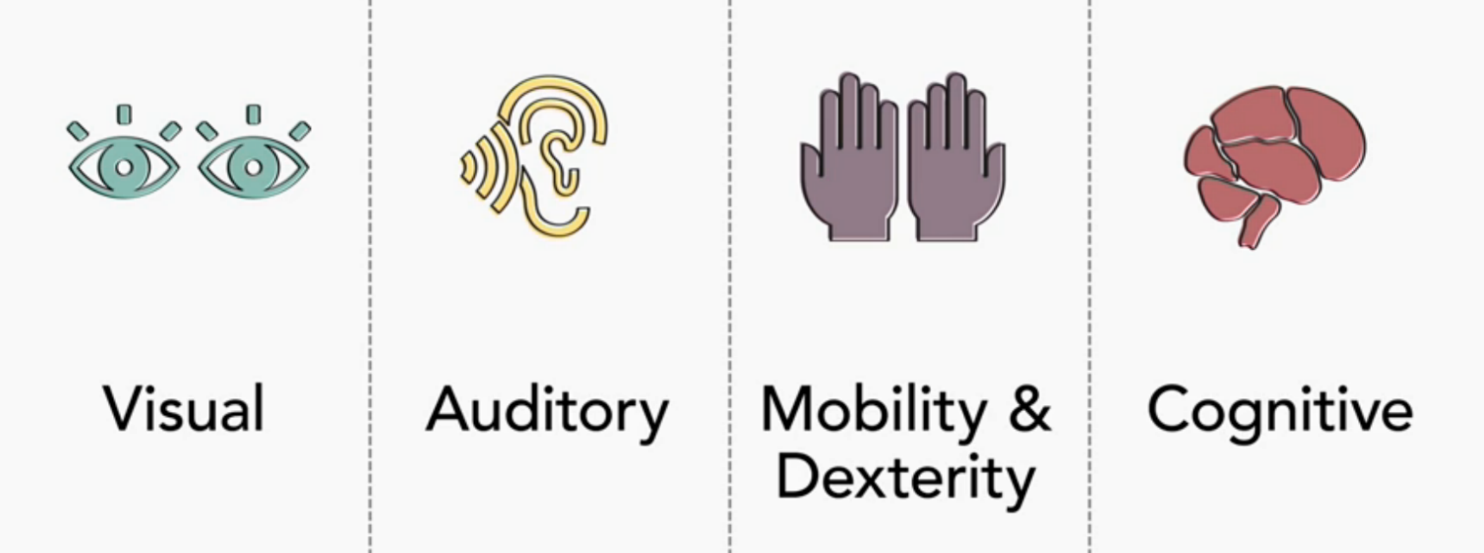 Visual
Auditory
Mobility &
Dexterity
Cognitive